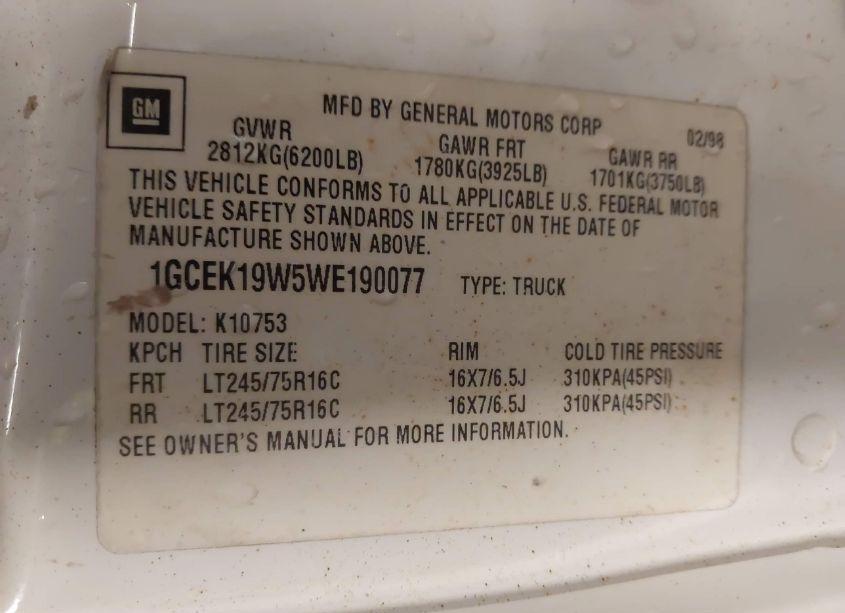 GM
MFD BY GENERAL MOTORS CORP 02/98
GVWR GAWR FRT GAWR RR
2812KG(6200LB) 1780KG(3925LB) 1701KG(3750LB)
THIS VEHICLE CONFORMS TO ALL APPLICABLE U.S. FEDERAL MOTOR
VEHICLE SAFETY STANDARDS IN EFFECT ON THE DATE OF
MANUFACTURE SHOWN ABOVE.
1GCEK19W5WE190077 TYPE: TRUCK
MODEL: K10753
KPCH TIRE SIZE RIM COLD TIRE PRESSURE
FRT LT245/75R16C 16X7/6.5J 310KPA(45PSI)
RR LT245/75R16C 16X7/6.5J 310KPA(45PSI)
SEE OWNER'S MANUAL FOR MORE INFORMATION.